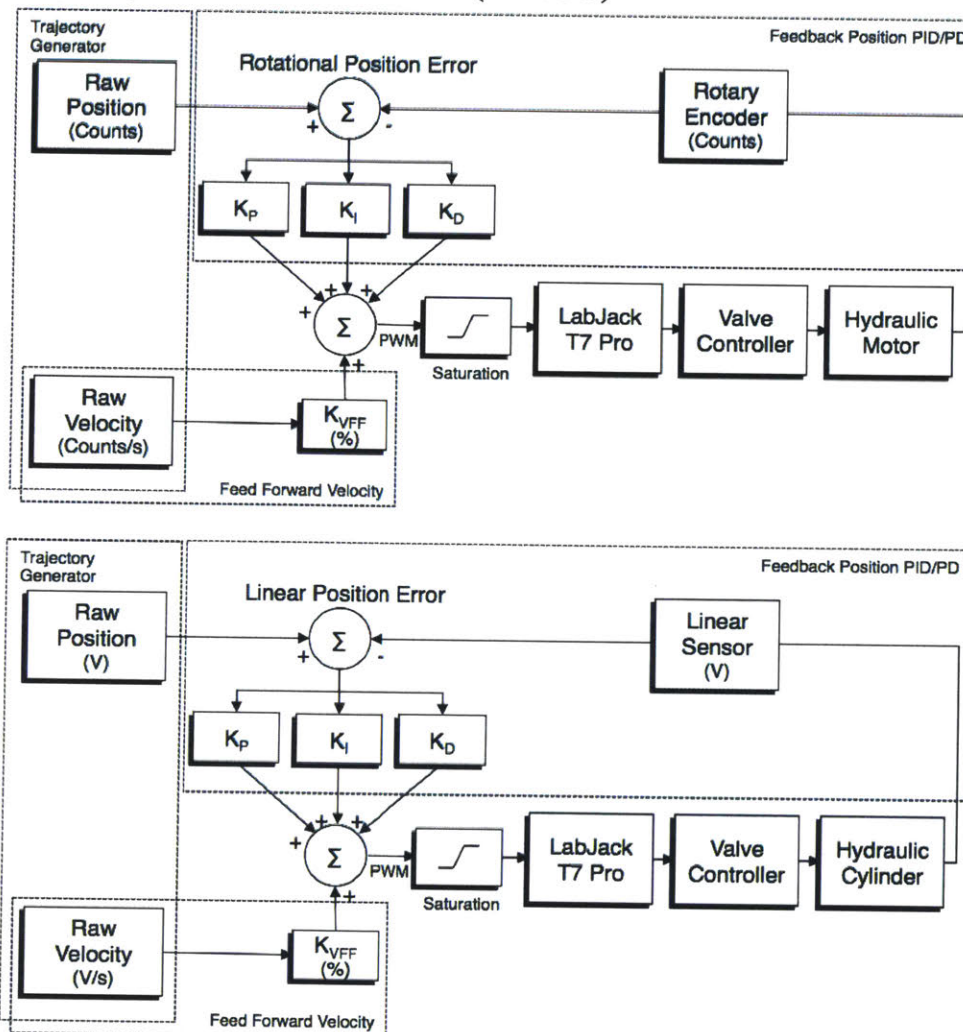 Trajectory
Generator
Feedback Position PID/PD
Raw
Position
(Counts)
Rotational Position Error
Σ
+
-
Rotary
Encoder
(Counts)
KP
KI
KD
+
+
+
Σ
+
PWM
Saturation
LabJack
T7 Pro
Valve
Controller
Hydraulic
Motor
Raw
Velocity
(Counts/s)
KVFF
(%)
Feed Forward Velocity
Trajectory
Generator
Feedback Position PID/PD
Raw
Position
(V)
Linear Position Error
Σ
+
-
Linear
Sensor
(V)
KP
KI
KD
+
+
+
Σ
+
PWM
Saturation
LabJack
T7 Pro
Valve
Controller
Hydraulic
Cylinder
Raw
Velocity
(V/s)
KVFF
(%)
Feed Forward Velocity